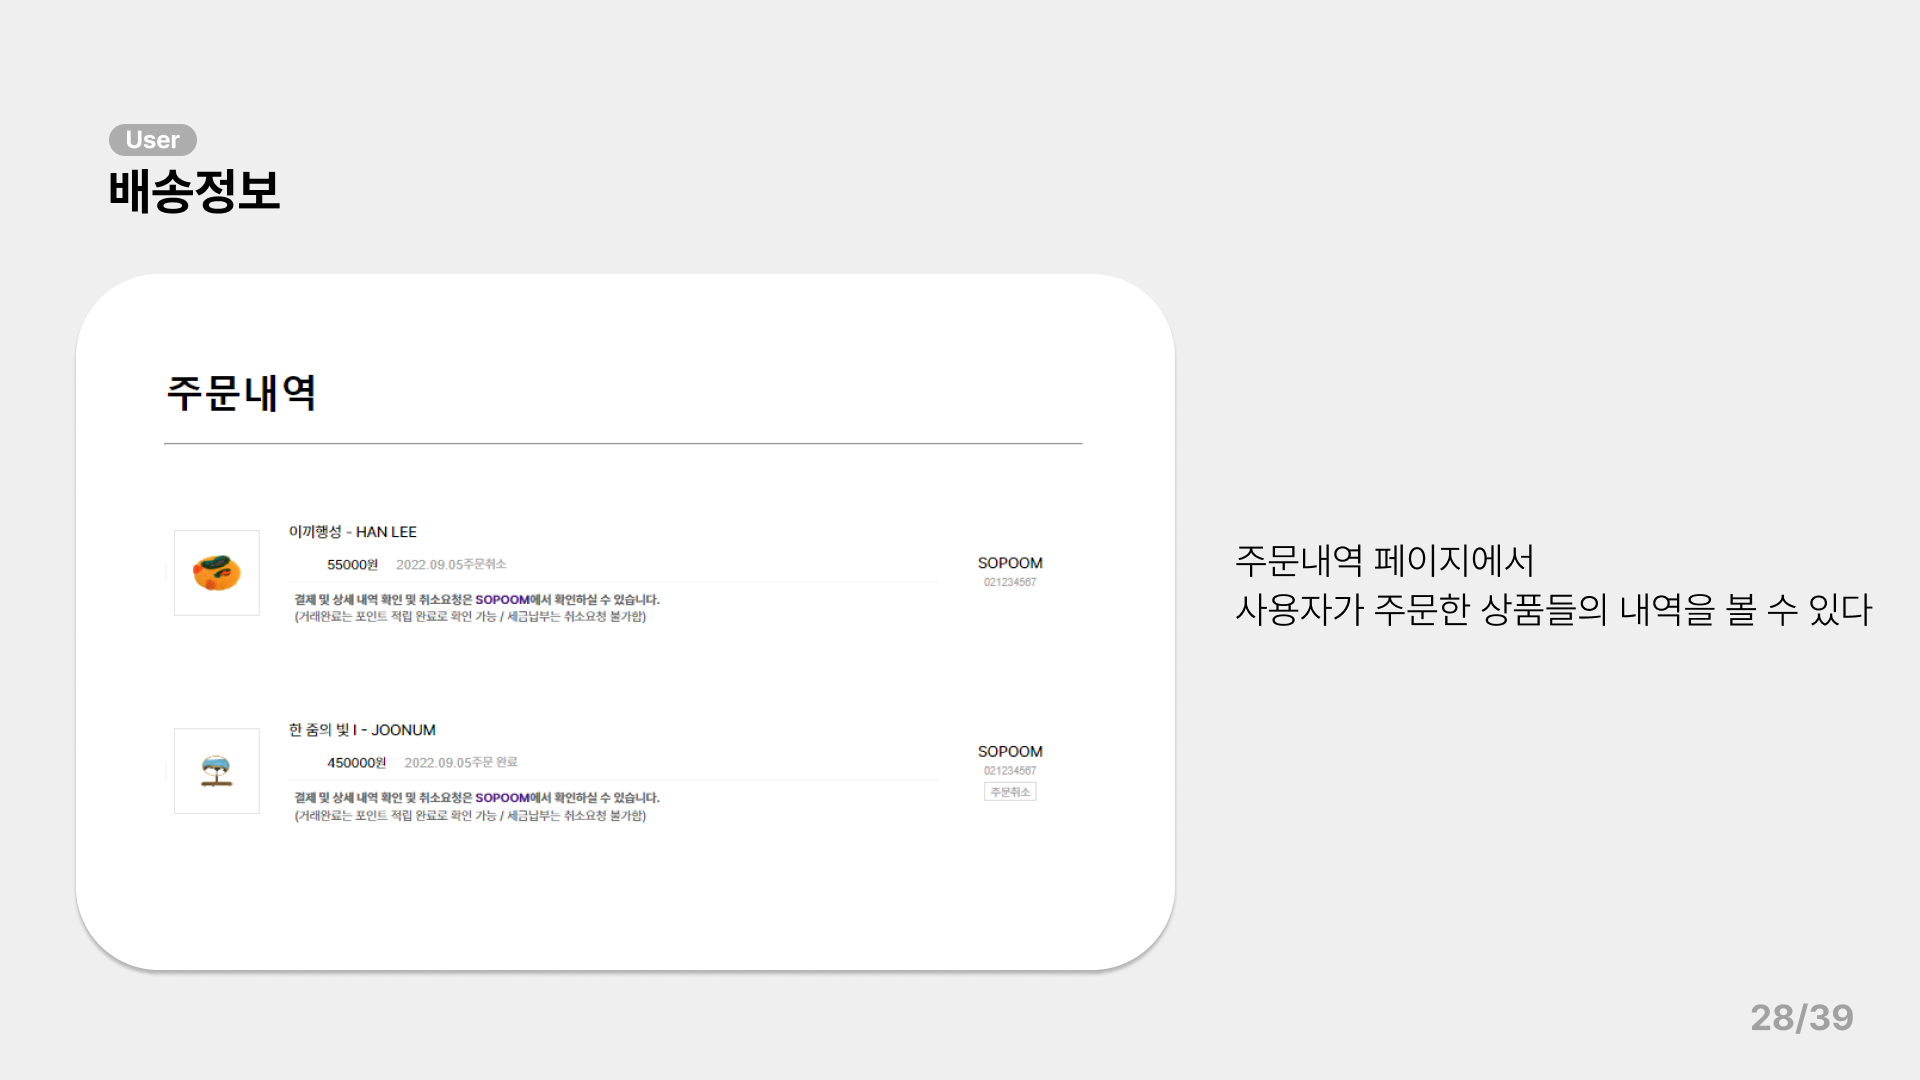 User
배송정보
주문내역
이끼행성 - HAN LEE
55000원 2022.09.05주문취소
결제 및 상세 내역 확인 및 취소요청은 SOPOOM에서 확인하실 수 있습니다.
(거래완료는 포인트 적립 완료로 확인 가능 / 세금납부는 취소요청 불가함)
SOPOOM
021234567
한 줌의 빛 I - JOONUM
450000원 2022.09.05주문 완료
결제 및 상세 내역 확인 및 취소요청은 SOPOOM에서 확인하실 수 있습니다.
(거래완료는 포인트 적립 완료로 확인 가능 / 세금납부는 취소요청 불가함)
SOPOOM
021234567
주문취소
주문내역 페이지에서
사용자가 주문한 상품들의 내역을 볼 수 있다
28/39